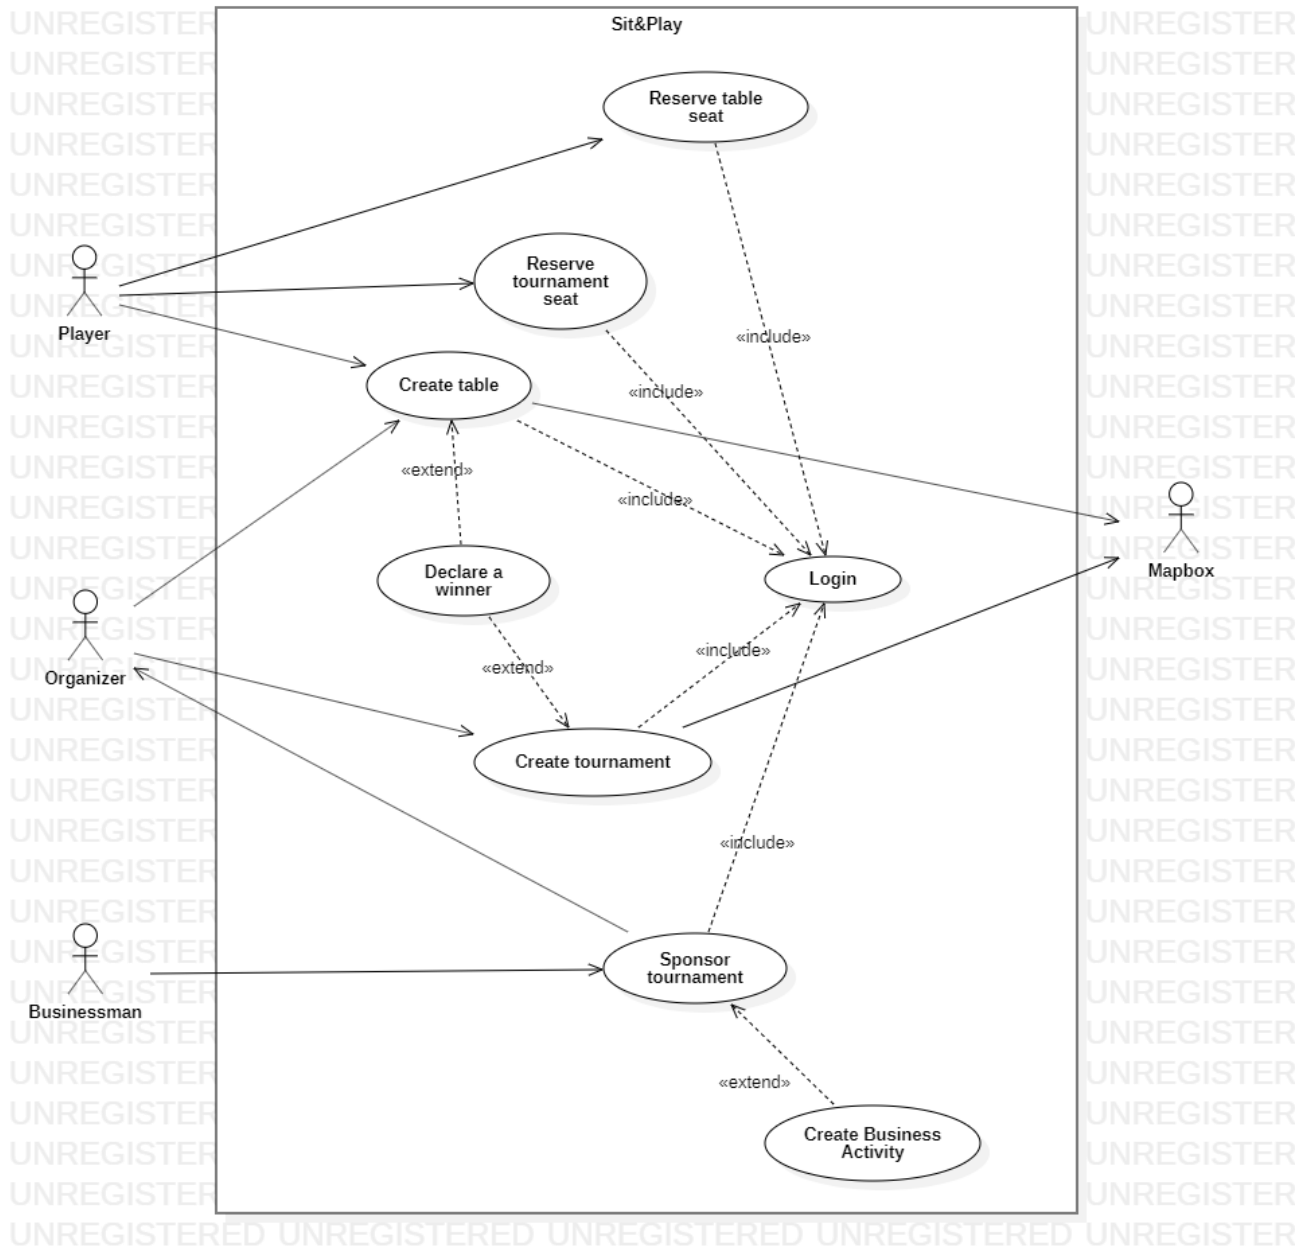 Sit&Play
Reserve table
seat
Reserve
tournament
seat
Player
«include»
Create table
«include»
«extend»
«include»
Mapbox
Declare a
winner
Login
Organizer
«include»
«extend»
Create tournament
«include»
Sponsor
tournament
Businessman
«extend»
Create Business
Activity
UNREGISTERED UNREGISTERED UNREGISTERED UNREGISTER